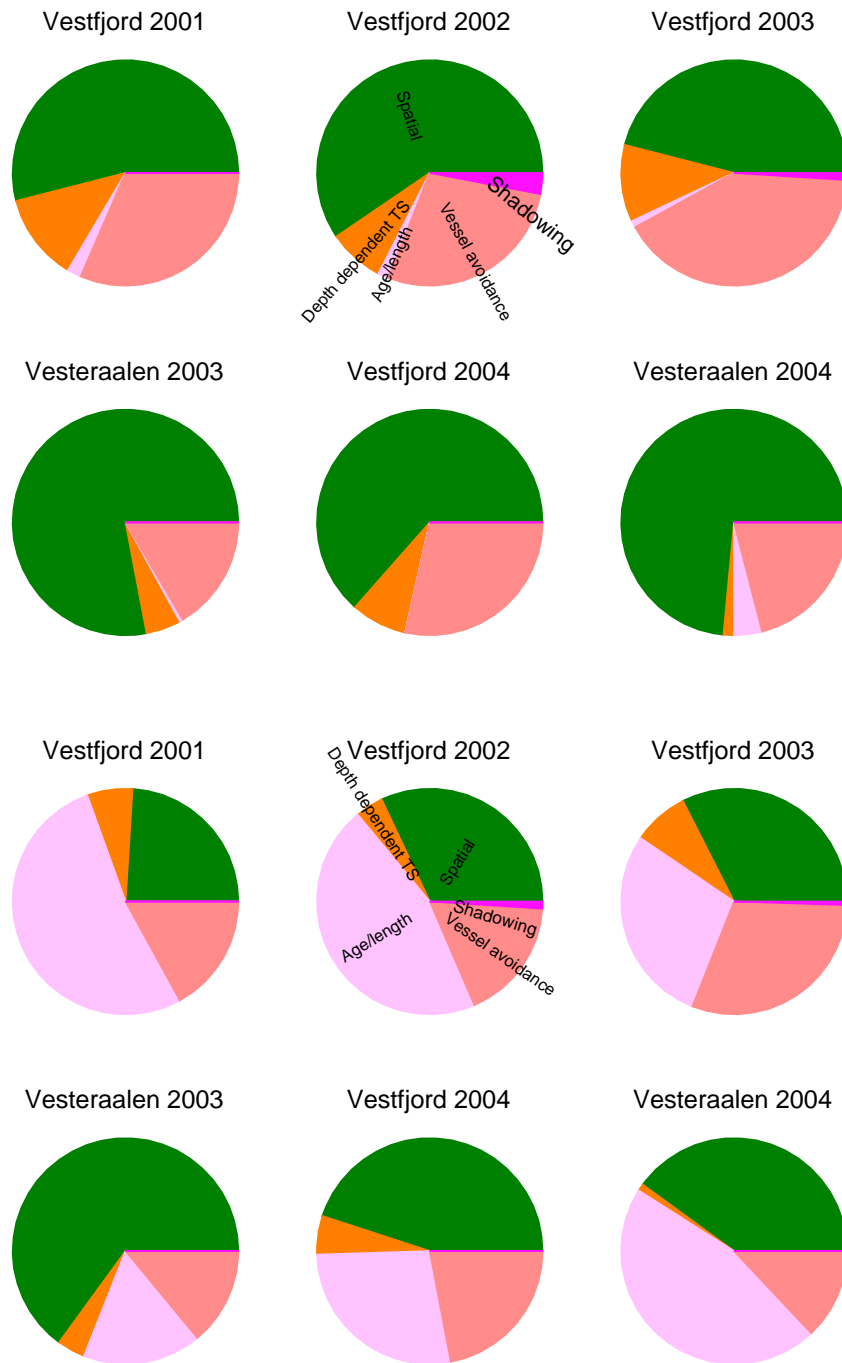 Vestfjord 2001
Vestfjord 2002
Vestfjord 2003
Spatial
Shadowing
Vessel avoidance
Depth dependent TS
Age/length
Vesteraalen 2003
Vestfjord 2004
Vesteraalen 2004
Vestfjord 2001
Vestfjord 2002
Vestfjord 2003
Depth dependent TS
Spatial
Shadowing
Age/length
Vessel avoidance
Vesteraalen 2003
Vestfjord 2004
Vesteraalen 2004